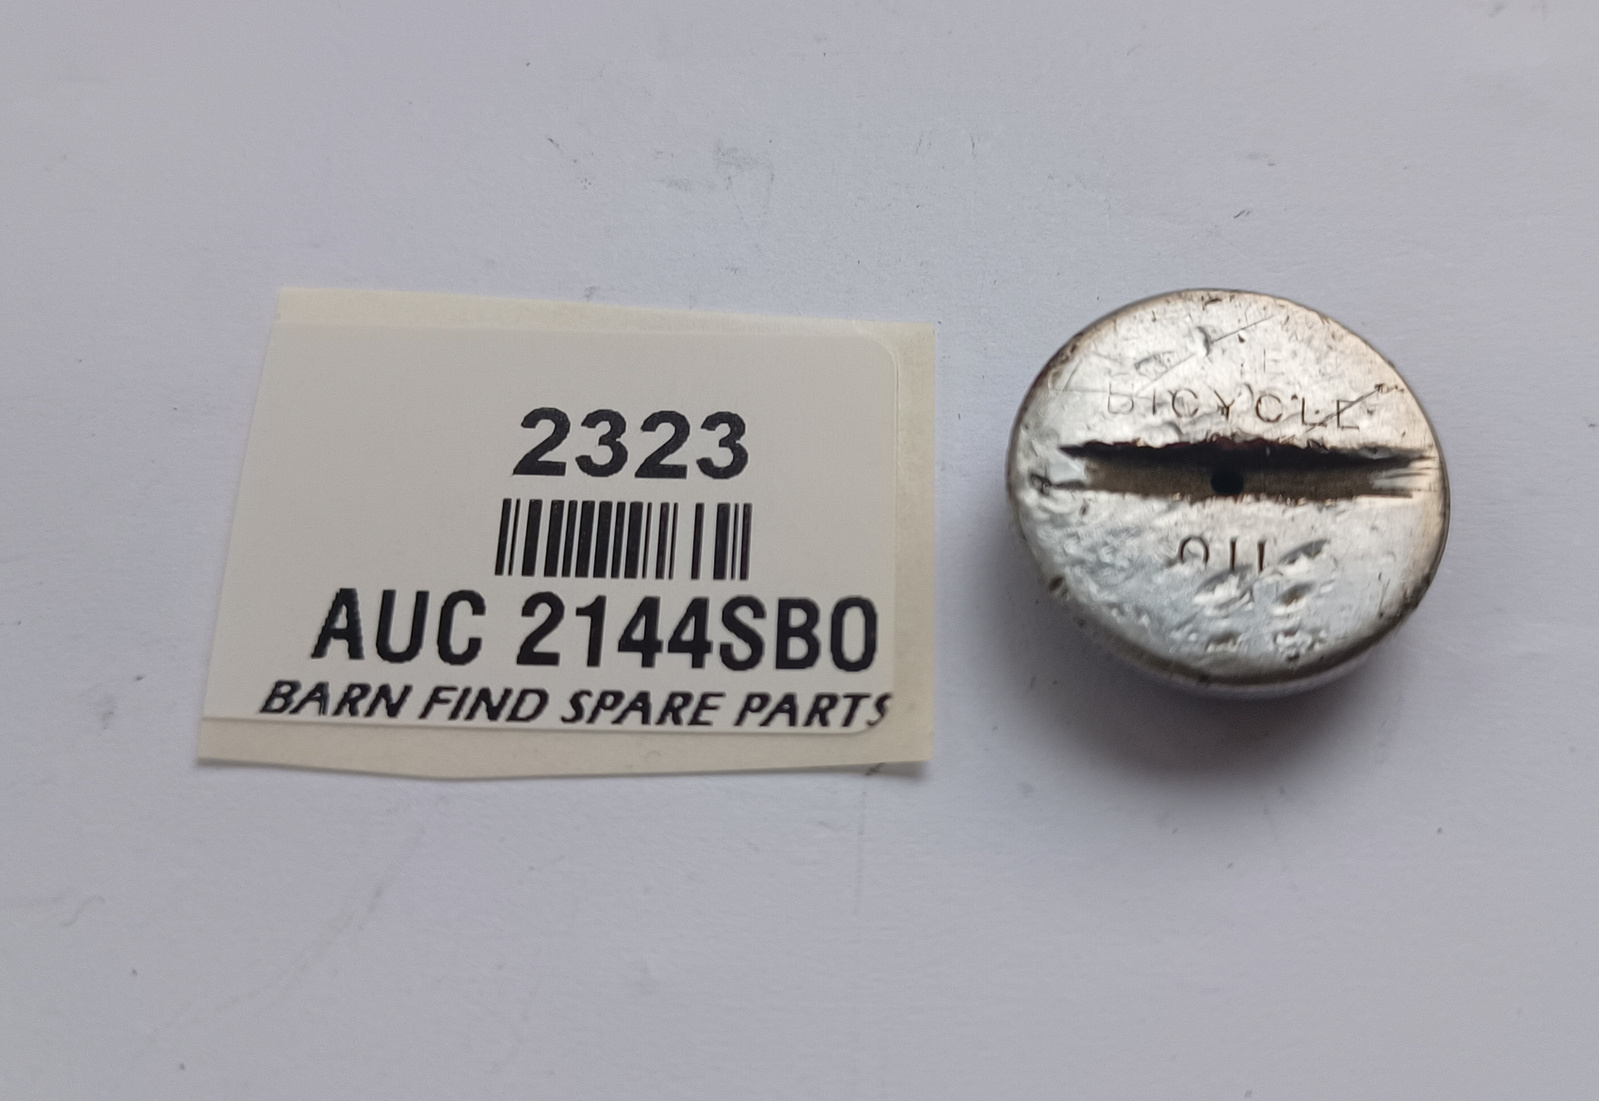 2323
AUC 2144SBO
BARN FIND SPARE PARTS
BICYCLE
OIL